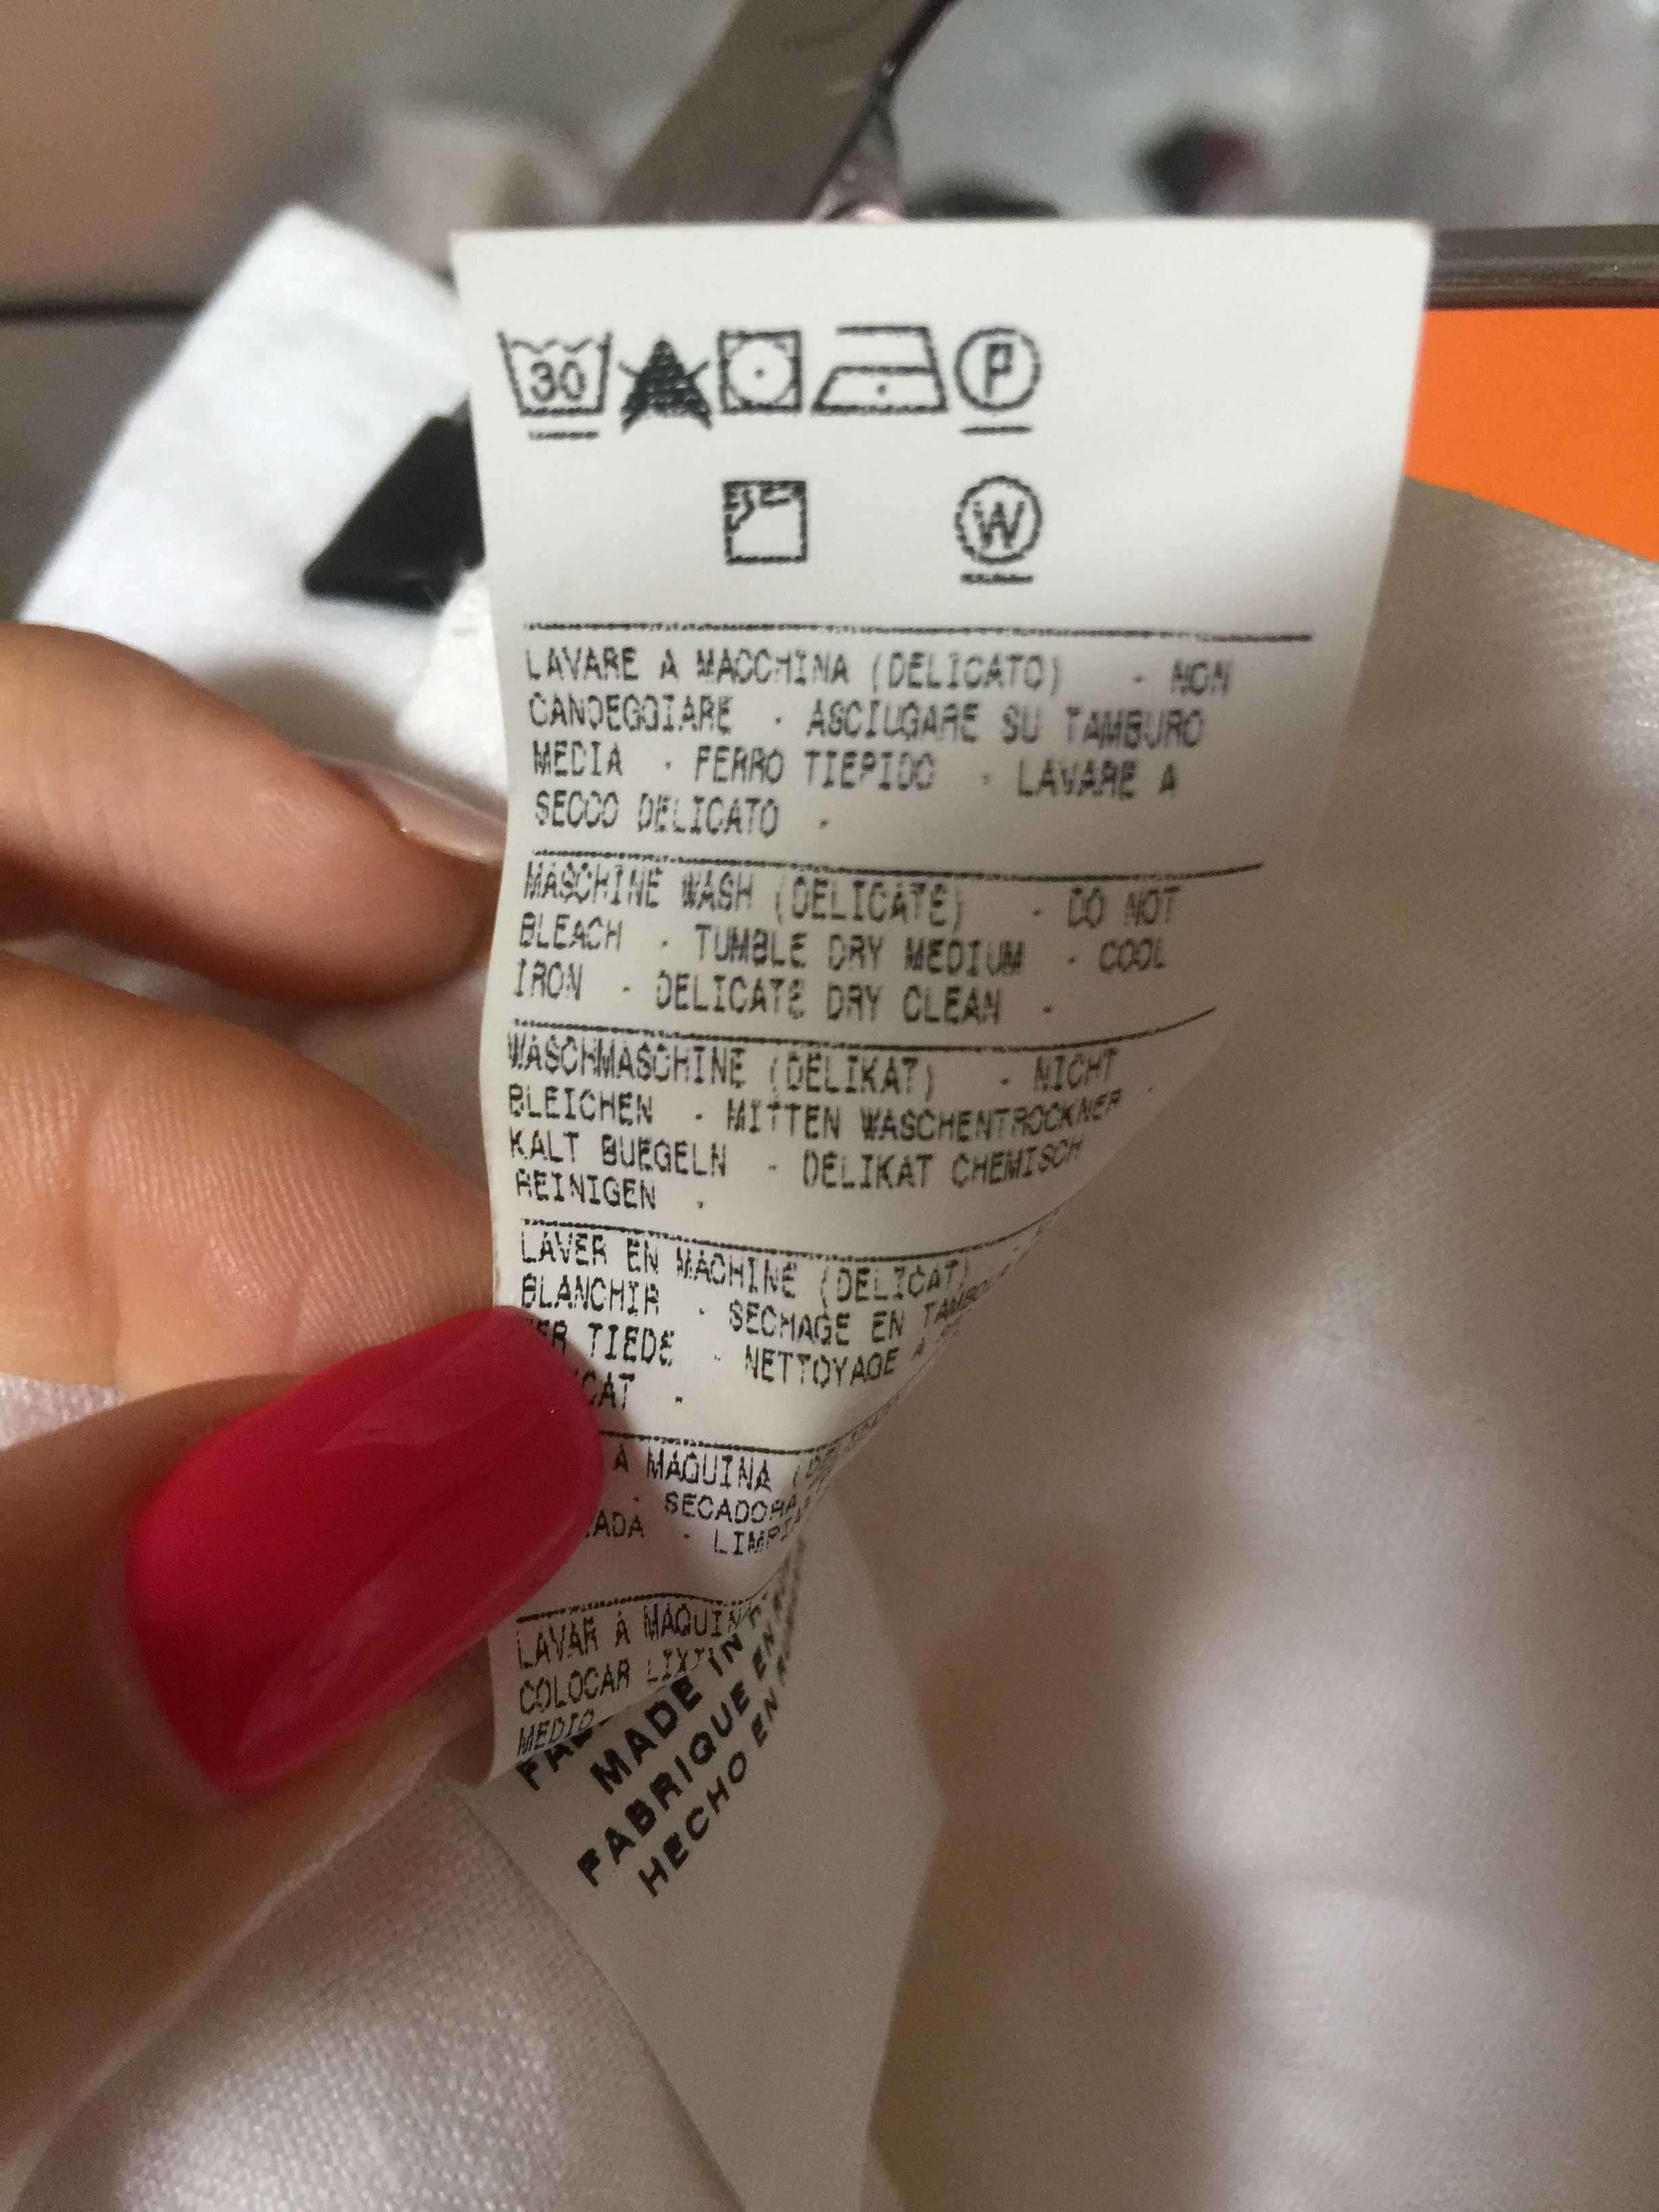 30 P
W
LAVARE A MACCHINA (DELICATO) - NON
CANDEGGIARE - ASCIUGARE SU TAMBURO
MEDIA - FERRO TIEPIDO - LAVARE A
SECCO DELICATO -
MASCHINE WASH (DELICATE) - DO NOT
BLEACH - TUMBLE DRY MEDIUM - COOL
IRON - DELICATE DRY CLEAN -
WASCHMASCHINE (DELIKAT) - NICHT
BLEICHEN - MITTEN WASCHENTROCKNER -
KALT BUEGELN - DELIKAT CHEMISCH
REINIGEN -
LAVER EN MACHINE (DELICAT)
BLANCHIR - SECHAGE EN
TIEDE - NETTOYAGE A
A MAQUINA
- SECADORA
-
LAVAR A
COLOCAR
MEDIO
MADE IN
FABRIQUE EN
HECHO EN